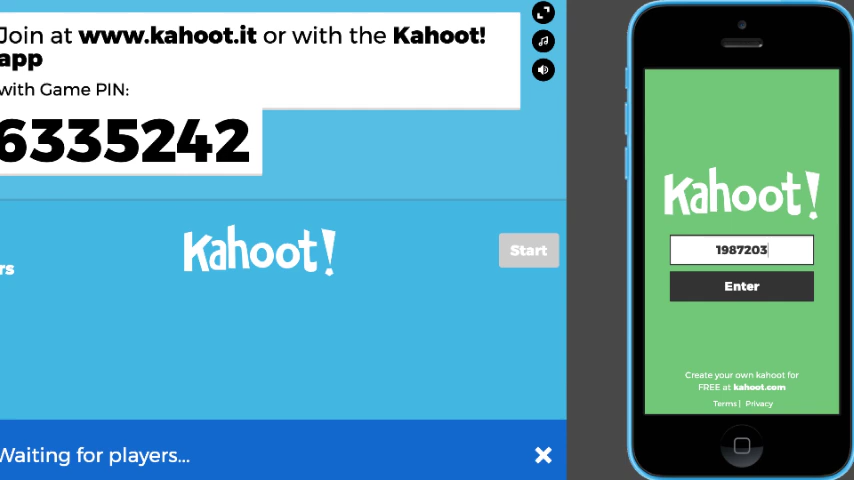 Join at www.kahoot.it or with the Kahoot!
app
with Game PIN:
6335242
Kahoot!
Start
rs
Waiting for players...
Kahoot!
1987203
Enter
Create your own kahoot for
FREE at kahoot.com
Terms | Privacy